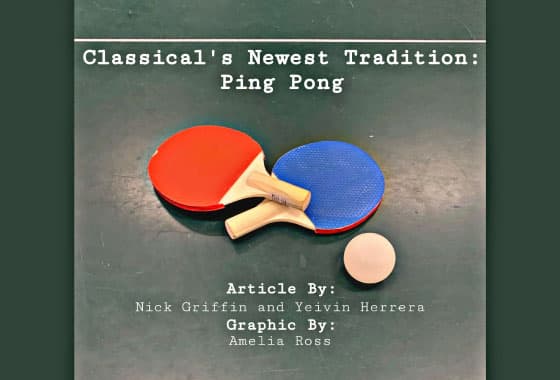 Classical's Newest Tradition:
Ping Pong
Article By:
Nick Griffin and Yeivin Herrera
Graphic By:
Amelia Ross